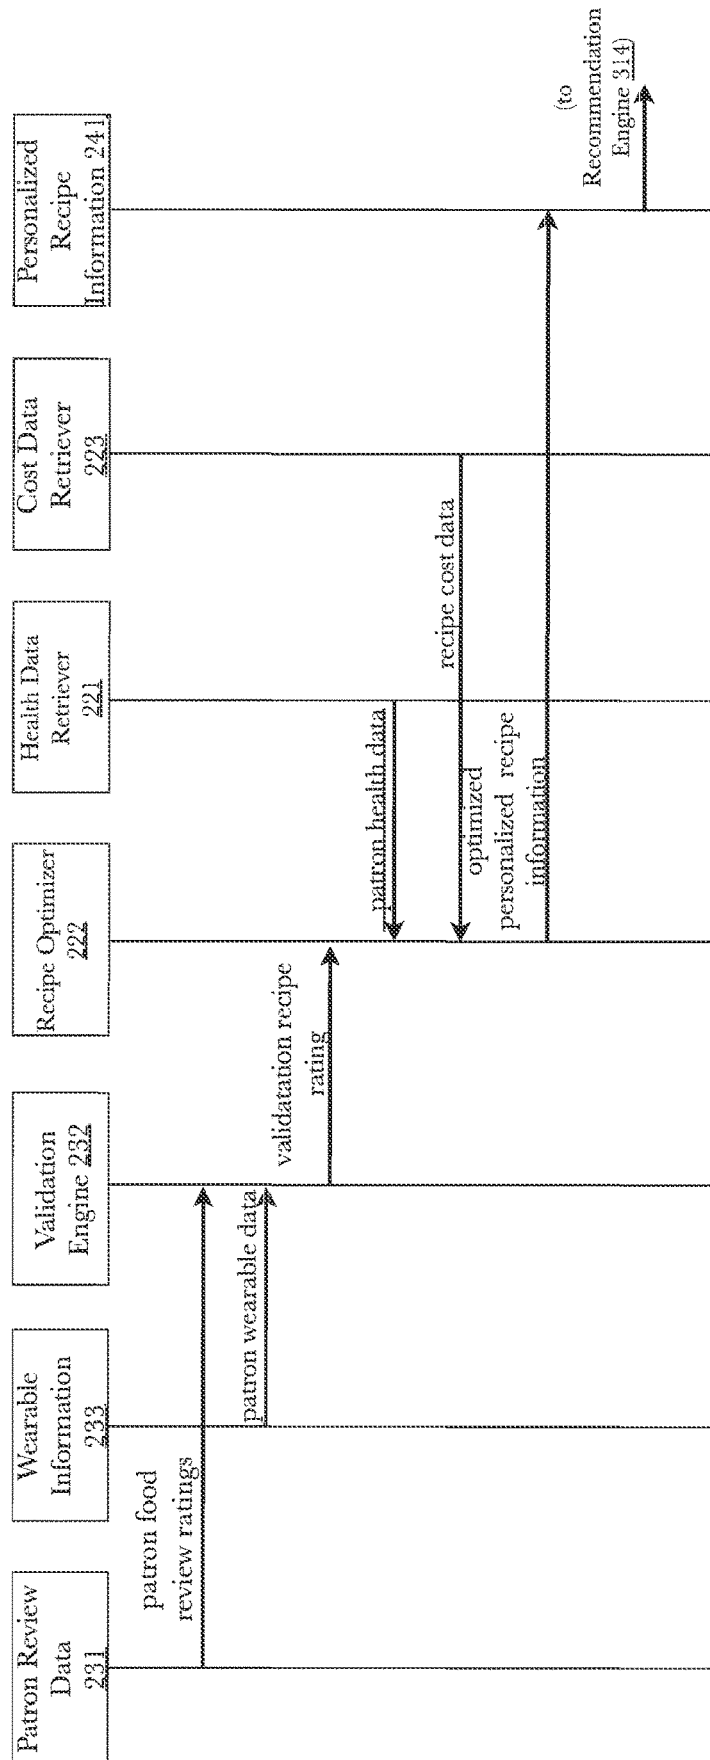 Patron Review
Data
231
Wearable
Information
233
Validation
Engine 232
Recipe Optimizer
222
Health Data
Retriever
221
Cost Data
Retriever
223
Personalized
Recipe
Information 241
patron food
review ratings
patron wearable data
validatation recipe
rating
patron health data
recipe cost data
optimized
personalized recipe
information
(to
Recommendation
Engine 314)